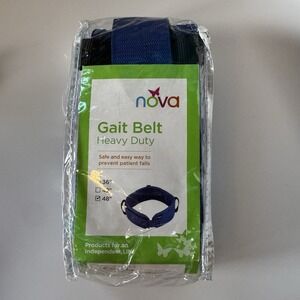 nova
Gait Belt
Heavy Duty
Safe and easy way to
prevent patient falls
36"
48"
Products for an
Independent Life